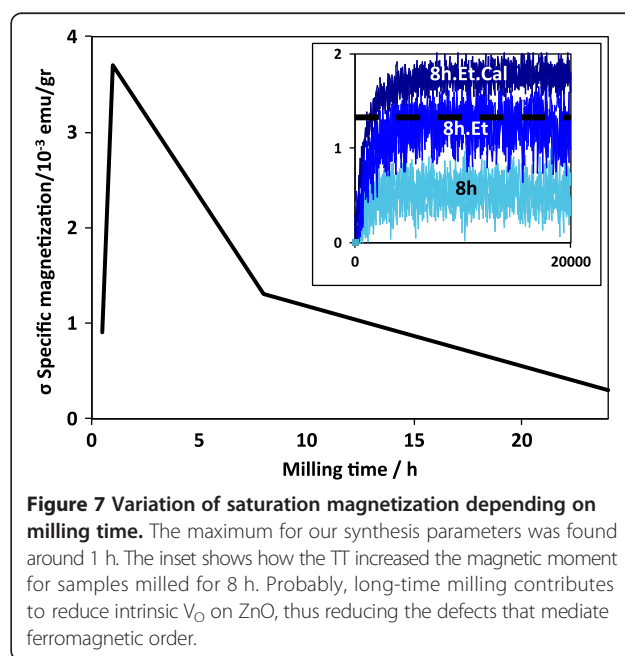 4
3
2
1
0
σ Specific magnetization/10⁻³ emu/gr
0
5
10
15
20
Milling time / h
2
1
0
0
20000
8h.Et.Cal
8h.Et
8h
Figure 7 Variation of saturation magnetization depending on
milling time. The maximum for our synthesis parameters was found
around 1 h. The inset shows how the TT increased the magnetic moment
for samples milled for 8 h. Probably, long-time milling contributes
to reduce intrinsic V_O on ZnO, thus reducing the defects that mediate
ferromagnetic order.